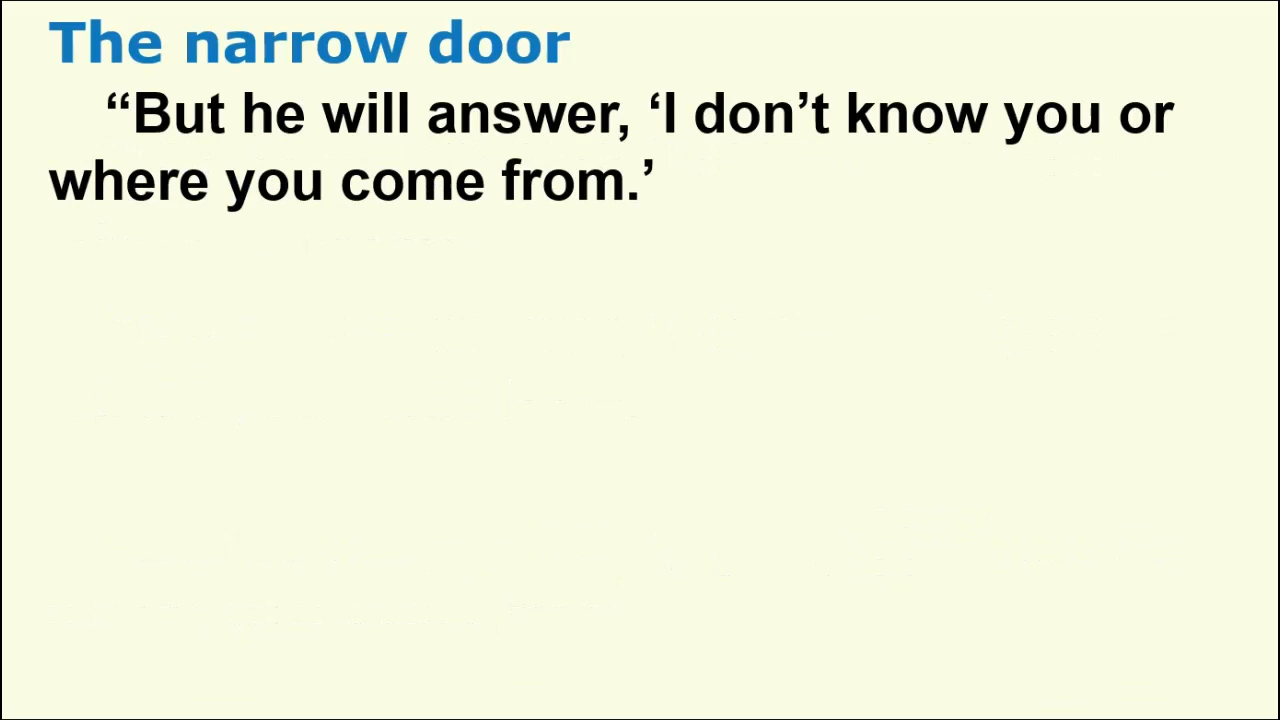 The narrow door
“But he will answer, ‘I don’t know you or
where you come from.’